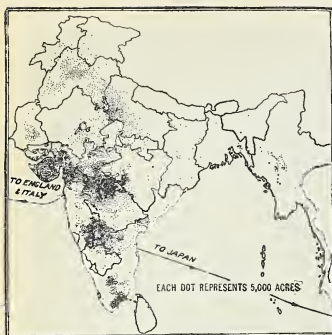 TO ENGLAND
& ITALY
TO JAPAN
EACH DOT REPRESENTS 5,000 ACRES